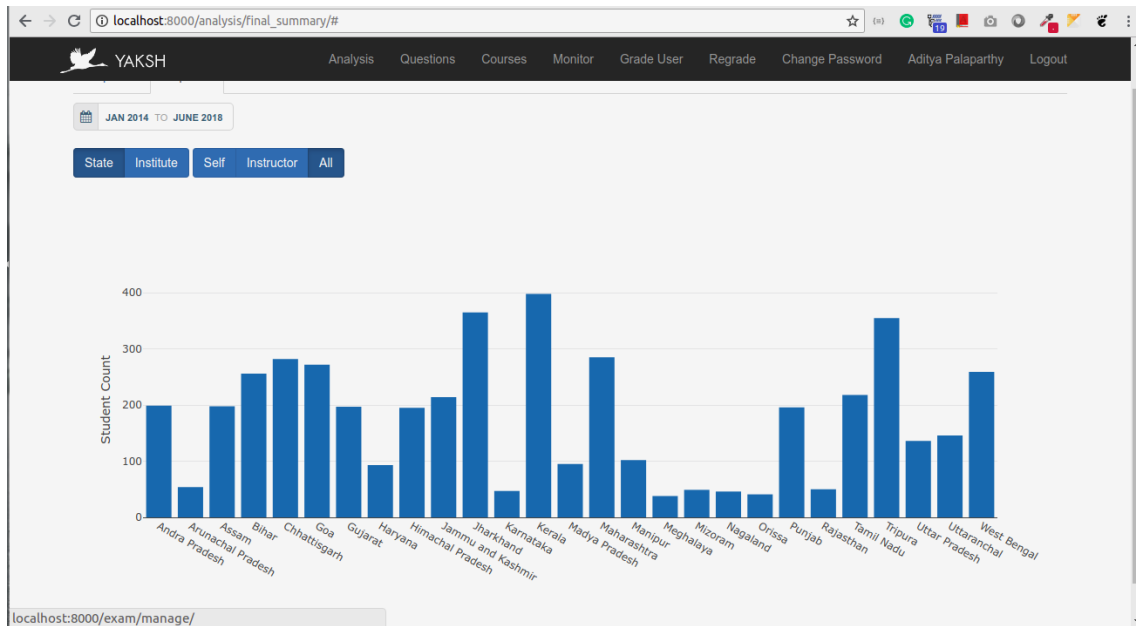 localhost:8000/analysis/final_summary/#
19
YAKSH Analysis Questions Courses Monitor Grade User Regrade Change Password Aditya Palaparthy Logout
JAN 2014 TO JUNE 2018
State Institute Self Instructor All
400
300
200
100
0
Student Count
Andra Pradesh
Arunachal Pradesh
Assam
Bihar
Chhattisgarh
Goa
Gujarat
Haryana
Himachal Pradesh
Jammu and Kashmir
Jharkhand
Karnataka
Kerala
Madya Pradesh
Maharashtra
Manipur
Meghalaya
Mizoram
Nagaland
Orissa
Punjab
Rajasthan
Tamil Nadu
Tripura
Uttar Pradesh
Uttaranchal
West Bengal
localhost:8000/exam/manage/